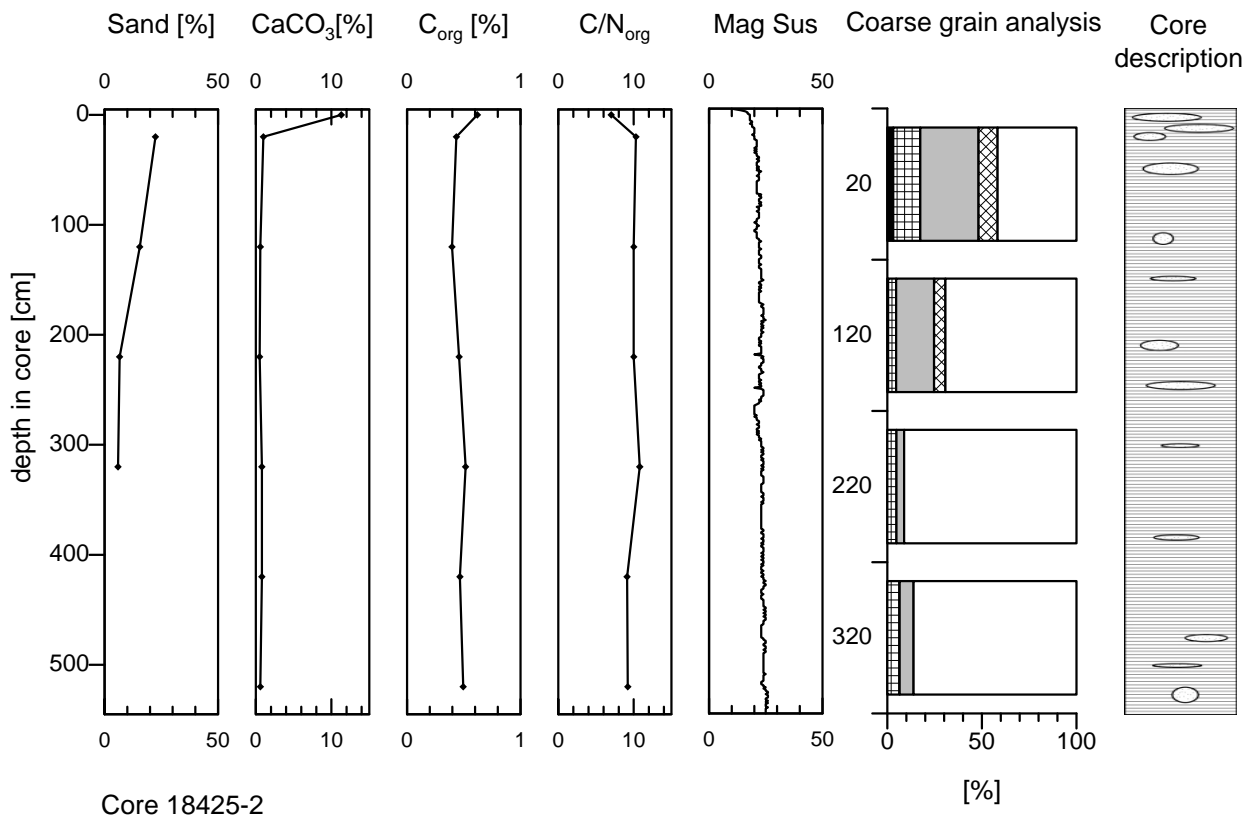 Sand [%] CaCO3[%] Corg [%] C/Norg Mag Sus Coarse grain analysis Core description
0 50 0 10 0 1 0 10 0 50
0
100
200
300
400
500
depth in core [cm]
20
120
220
320
0 50 0 10 0 1 0 10 0 50 0 50 100
[%]
Core 18425-2